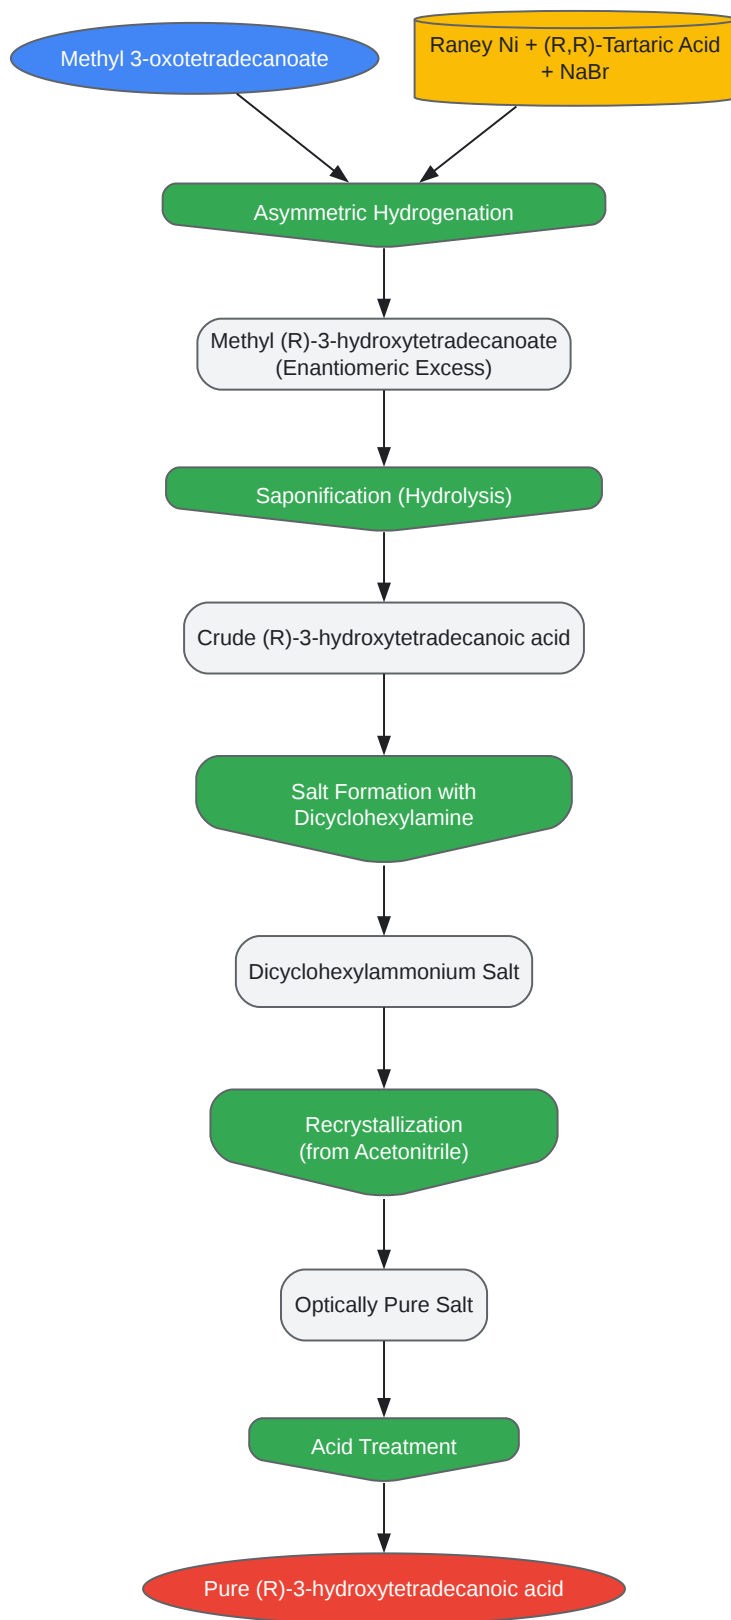 Methyl 3-oxotetradecanoate
Raney Ni + (R,R)-Tartaric Acid
+ NaBr
Asymmetric Hydrogenation
Methyl (R)-3-hydroxytetradecanoate
(Enantiomeric Excess)
Saponification (Hydrolysis)
Crude (R)-3-hydroxytetradecanoic acid
Salt Formation with
Dicyclohexylamine
Dicyclohexylammonium Salt
Recrystallization
(from Acetonitrile)
Optically Pure Salt
Acid Treatment
Pure (R)-3-hydroxytetradecanoic acid